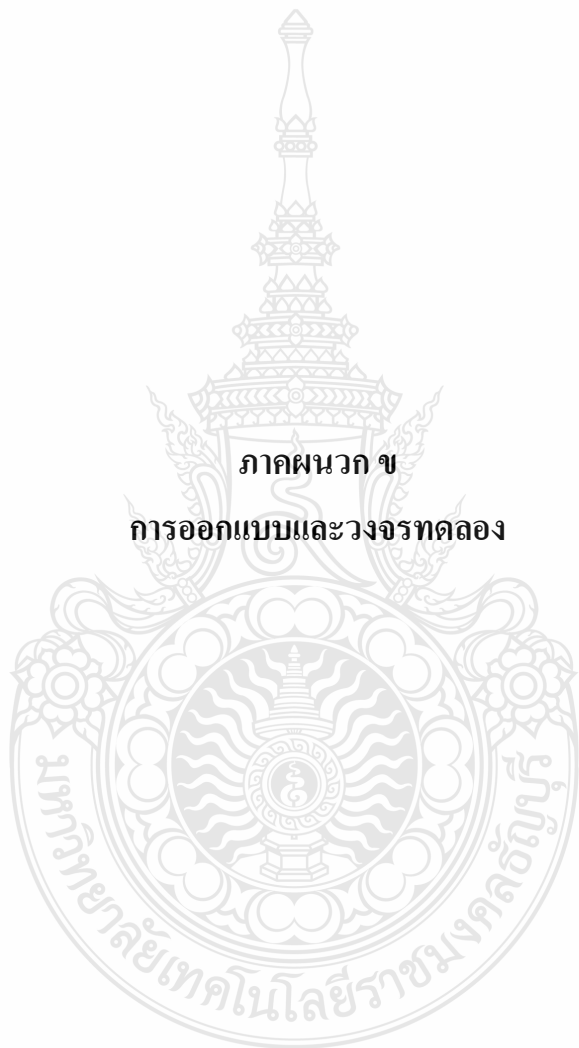 ภาคผนวก ข
การออกแบบและวงจรทดลอง
มหาวิทยาลัยเทคโนโลยีราชมงคลธัญบุรี